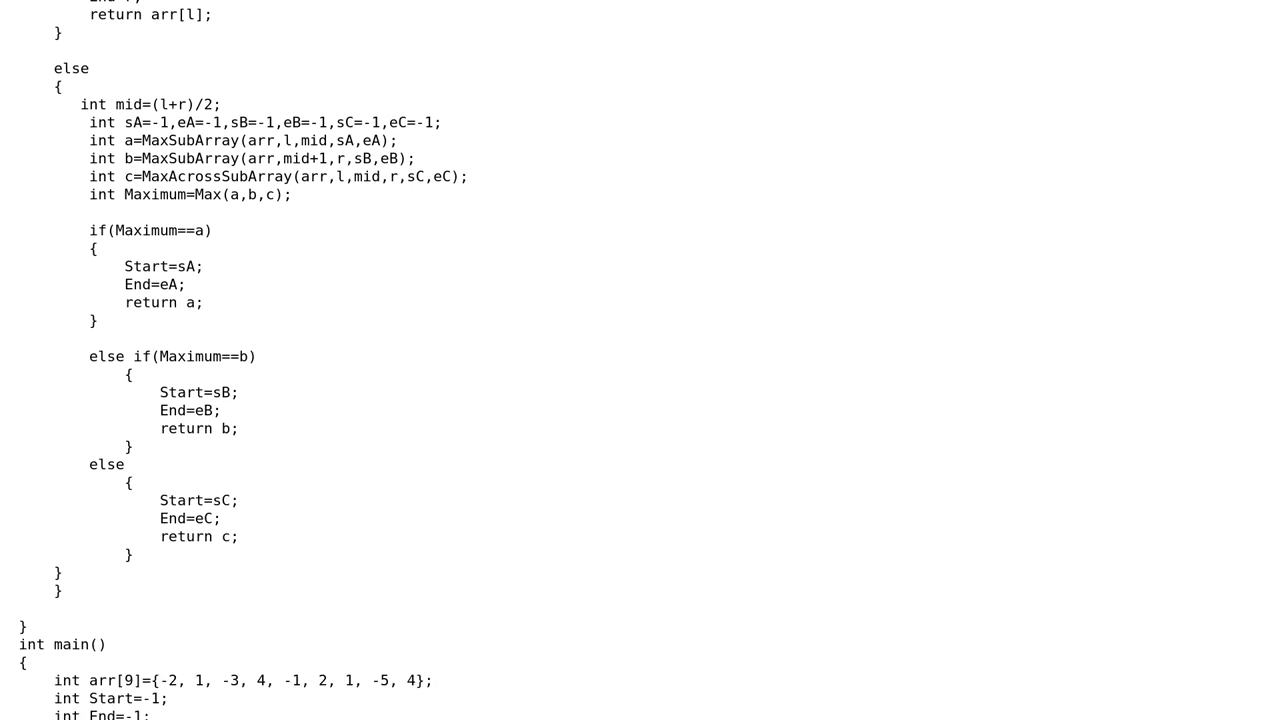 return arr[l];
}
else
{
int mid=(l+r)/2;
int sA=-1,eA=-1,sB=-1,eB=-1,sC=-1,eC=-1;
int a=MaxSubArray(arr,l,mid,sA,eA);
int b=MaxSubArray(arr,mid+1,r,sB,eB);
int c=MaxAcrossSubArray(arr,l,mid,r,sC,eC);
int Maximum=Max(a,b,c);
if(Maximum==a)
{
Start=sA;
End=eA;
return a;
}
else if(Maximum==b)
{
Start=sB;
End=eB;
return b;
}
else
{
Start=sC;
End=eC;
return c;
}
}
}
}
int main()
{
int arr[9]={-2, 1, -3, 4, -1, 2, 1, -5, 4};
int Start=-1;
int End=-1;